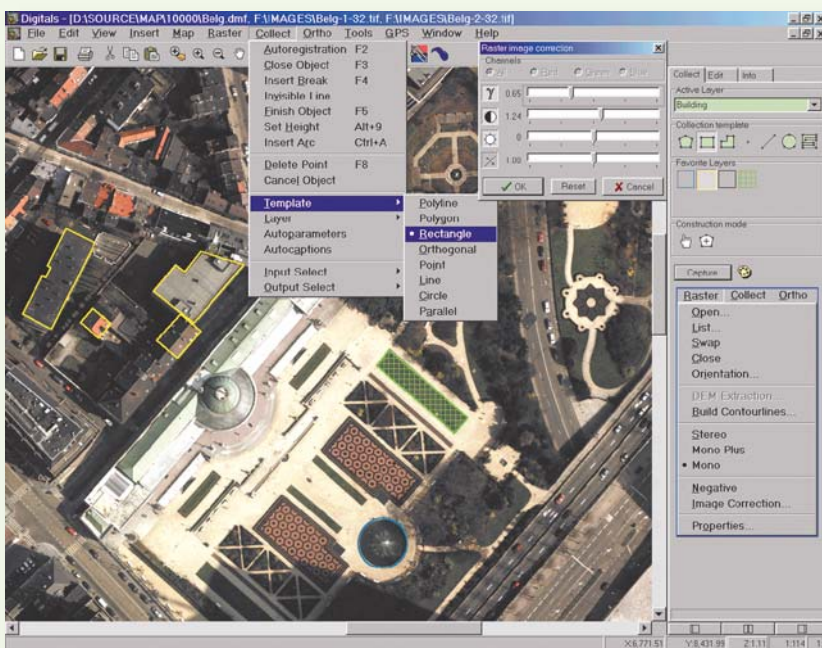 Digitals - [D:\SOURCE\MAP\10000\Belg.dmf, F:\IMAGES\Belg-1-32.tif, F:\IMAGES\Belg-2-32.tif]
File Edit View Insert Map Raster Collect Ortho Tools GPS Window Help
Autoregistration F2
Close Object F3
Insert Break F4
Invisible Line
Finish Object F5
Set Height Alt+9
Insert Arc Ctrl+A
Delete Point F8
Cancel Object
Template
Layer
Autoparameters
Autocaptions
Input Select
Output Select
Polyline
Polygon
Rectangle
Orthogonal
Point
Line
Circle
Parallel
Raster image correction
Channels
All Red Green Blue
γ 0.65
1.24
0
1.00
OK Reset Cancel
Collect Edit Info
Active Layer
Building
Collection template
Favorite Layers
Construction mode
Capture
Raster Collect Ortho
Open...
List...
Swap
Close
Orientation...
DEM Extraction...
Build Contourlines...
Stereo
Mono Plus
Mono
Negative
Image Correction...
Properties...
X:6,771.51 Y:8,431.99 Z:1.11 1:114